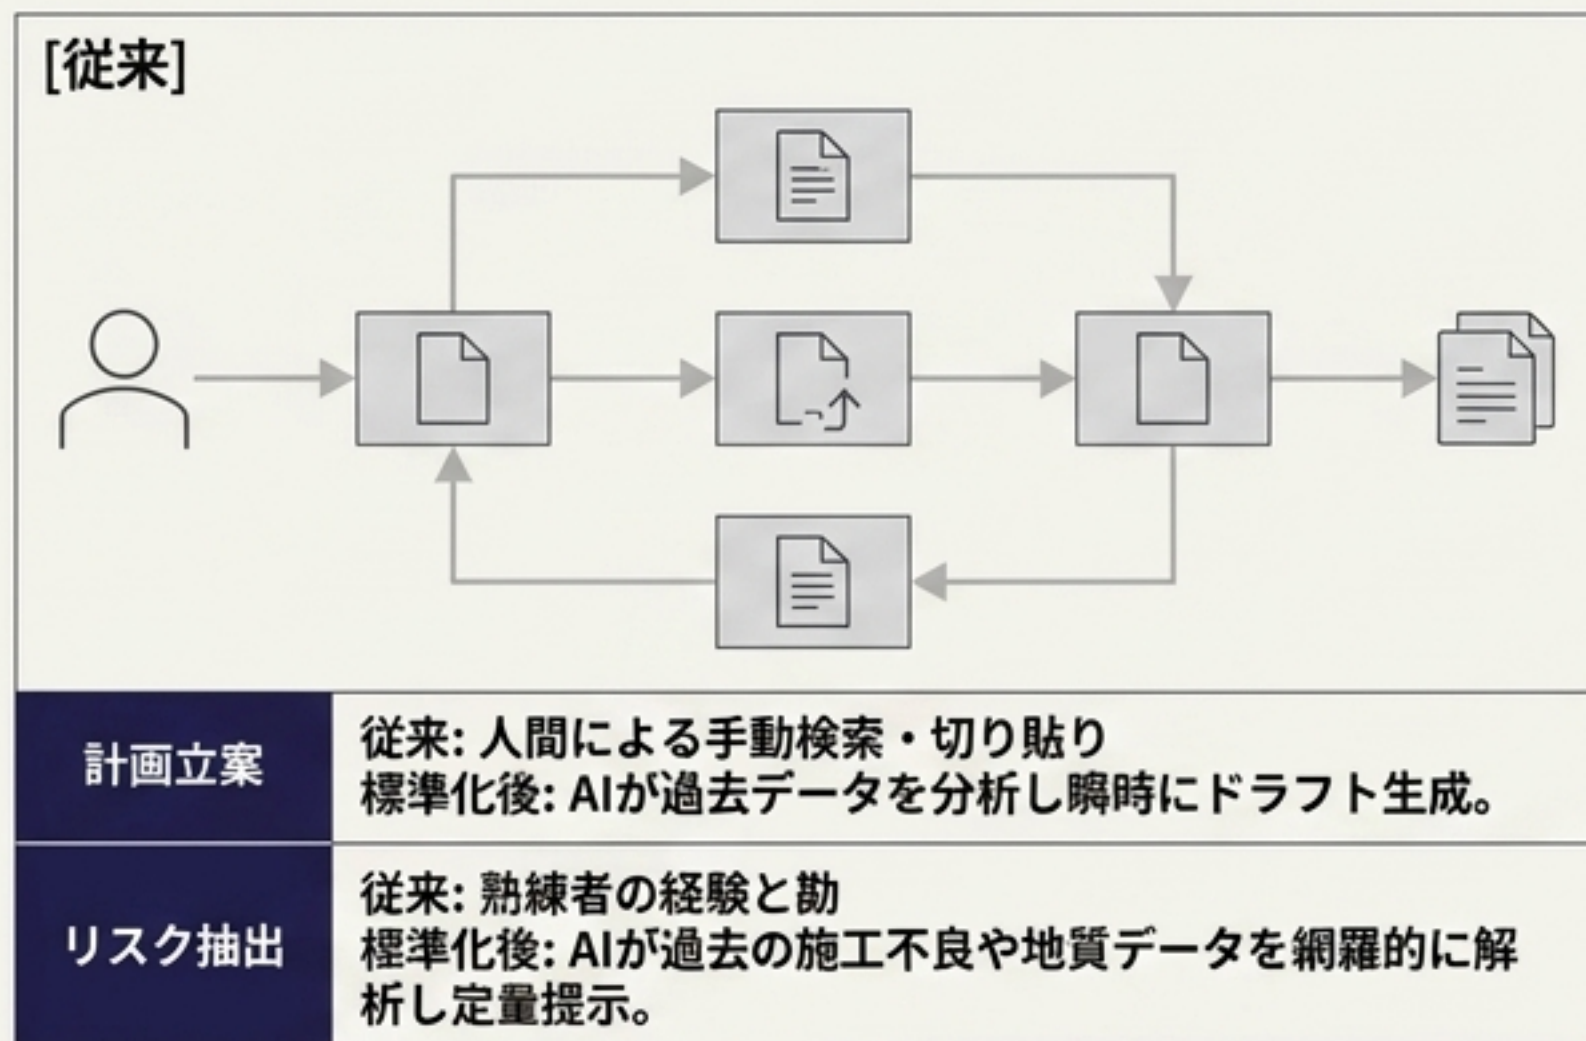 [従来]
計画立案
従来: 人間による手動検索・切り貼り
標準化後: AIが過去データを分析し瞬時にドラフト生成。
リスク抽出
従来: 熟練者の経験と勘
標準化後: AIが過去の施工不良や地質データを網羅的に解
析し定量提示。